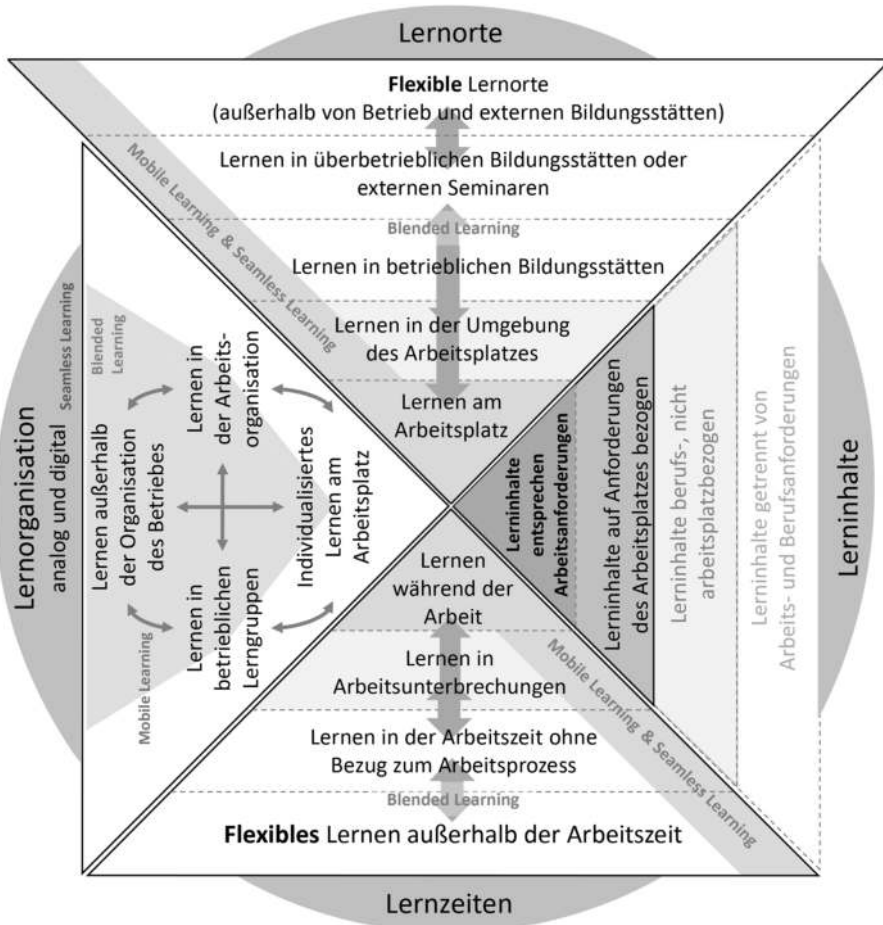 Lernorte
Flexible Lernorte
(außerhalb von Betrieb und externen Bildungsstätten)
Lernen in überbetrieblichen Bildungsstätten oder
externen Seminaren
Blended Learning
Lernen in betrieblichen Bildungsstätten
Lernen in der Umgebung
des Arbeitsplatzes
Lernen am
Arbeitsplatz
Mobile Learning & Seamless Learning
Lernorganisation
analog und digital
Seamless Learning
Blended
Learning
Mobile Learning
Lernen in
der Arbeits-
organisation
Lernen außerhalb
der Organisation
des Betriebes
Individualisiertes
Lernen am
Arbeitsplatz
Lernen in
betrieblichen
Lerngruppen
Lerninhalte
entsprechen
Arbeitsanforderungen
Lerninhalte auf Anforderungen
des Arbeitsplatzes bezogen
Lerninhalte berufs-, nicht
arbeitsplatzbezogen
Lerninhalte getrennt von
Arbeits- und Berufsanforderungen
Lerninhalte
Lernen
während der
Arbeit
Lernen in
Arbeitsunterbrechungen
Lernen in der Arbeitszeit ohne
Bezug zum Arbeitsprozess
Blended Learning
Flexibles Lernen außerhalb der Arbeitszeit
Mobile Learning & Seamless Learning
Lernzeiten